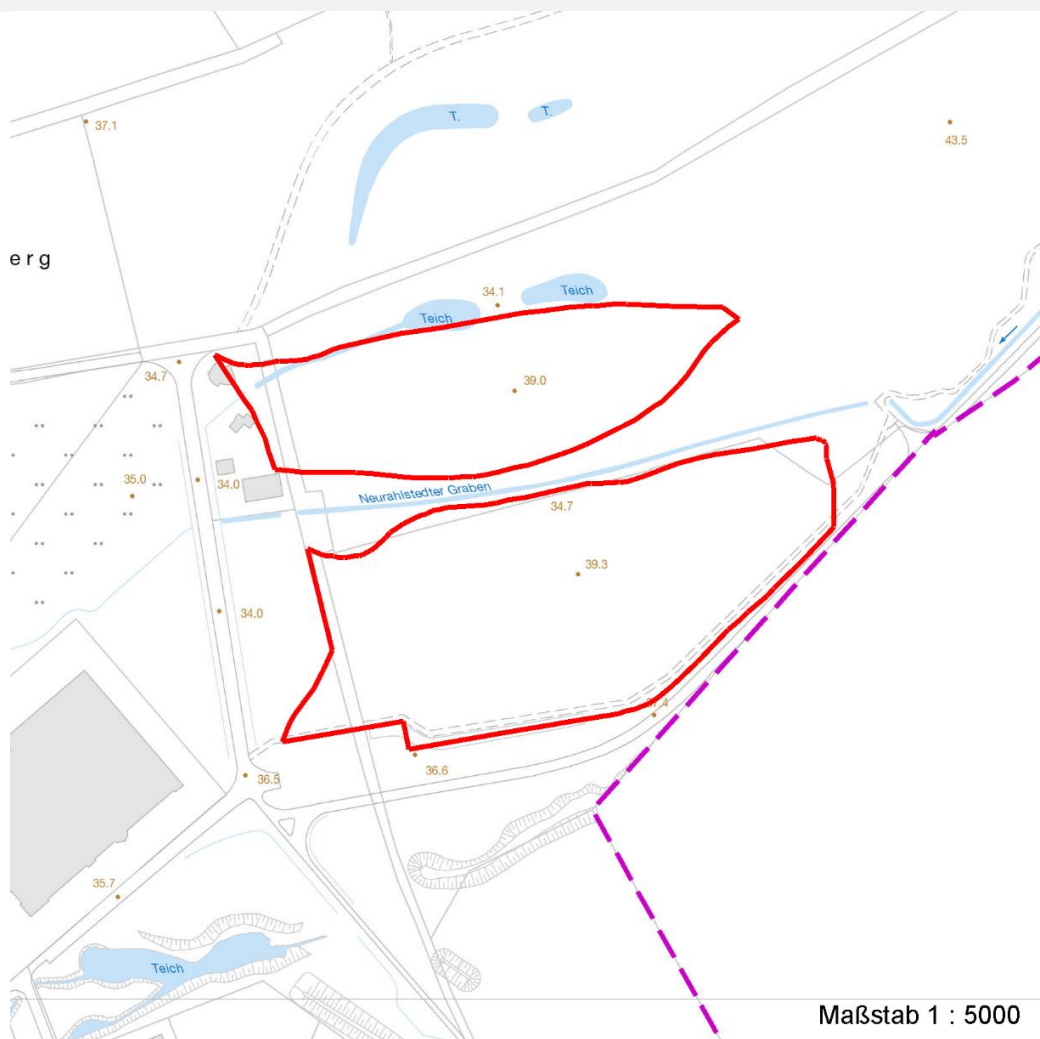 T.
T.
37.1
43.5
erg
Teich
34.1
Teich
34.7
39.0
35.0
34.0
Neurahlstedter Graben
34.7
39.3
34.0
36.5
36.6
35.7
Teich
Maßstab 1 : 5000